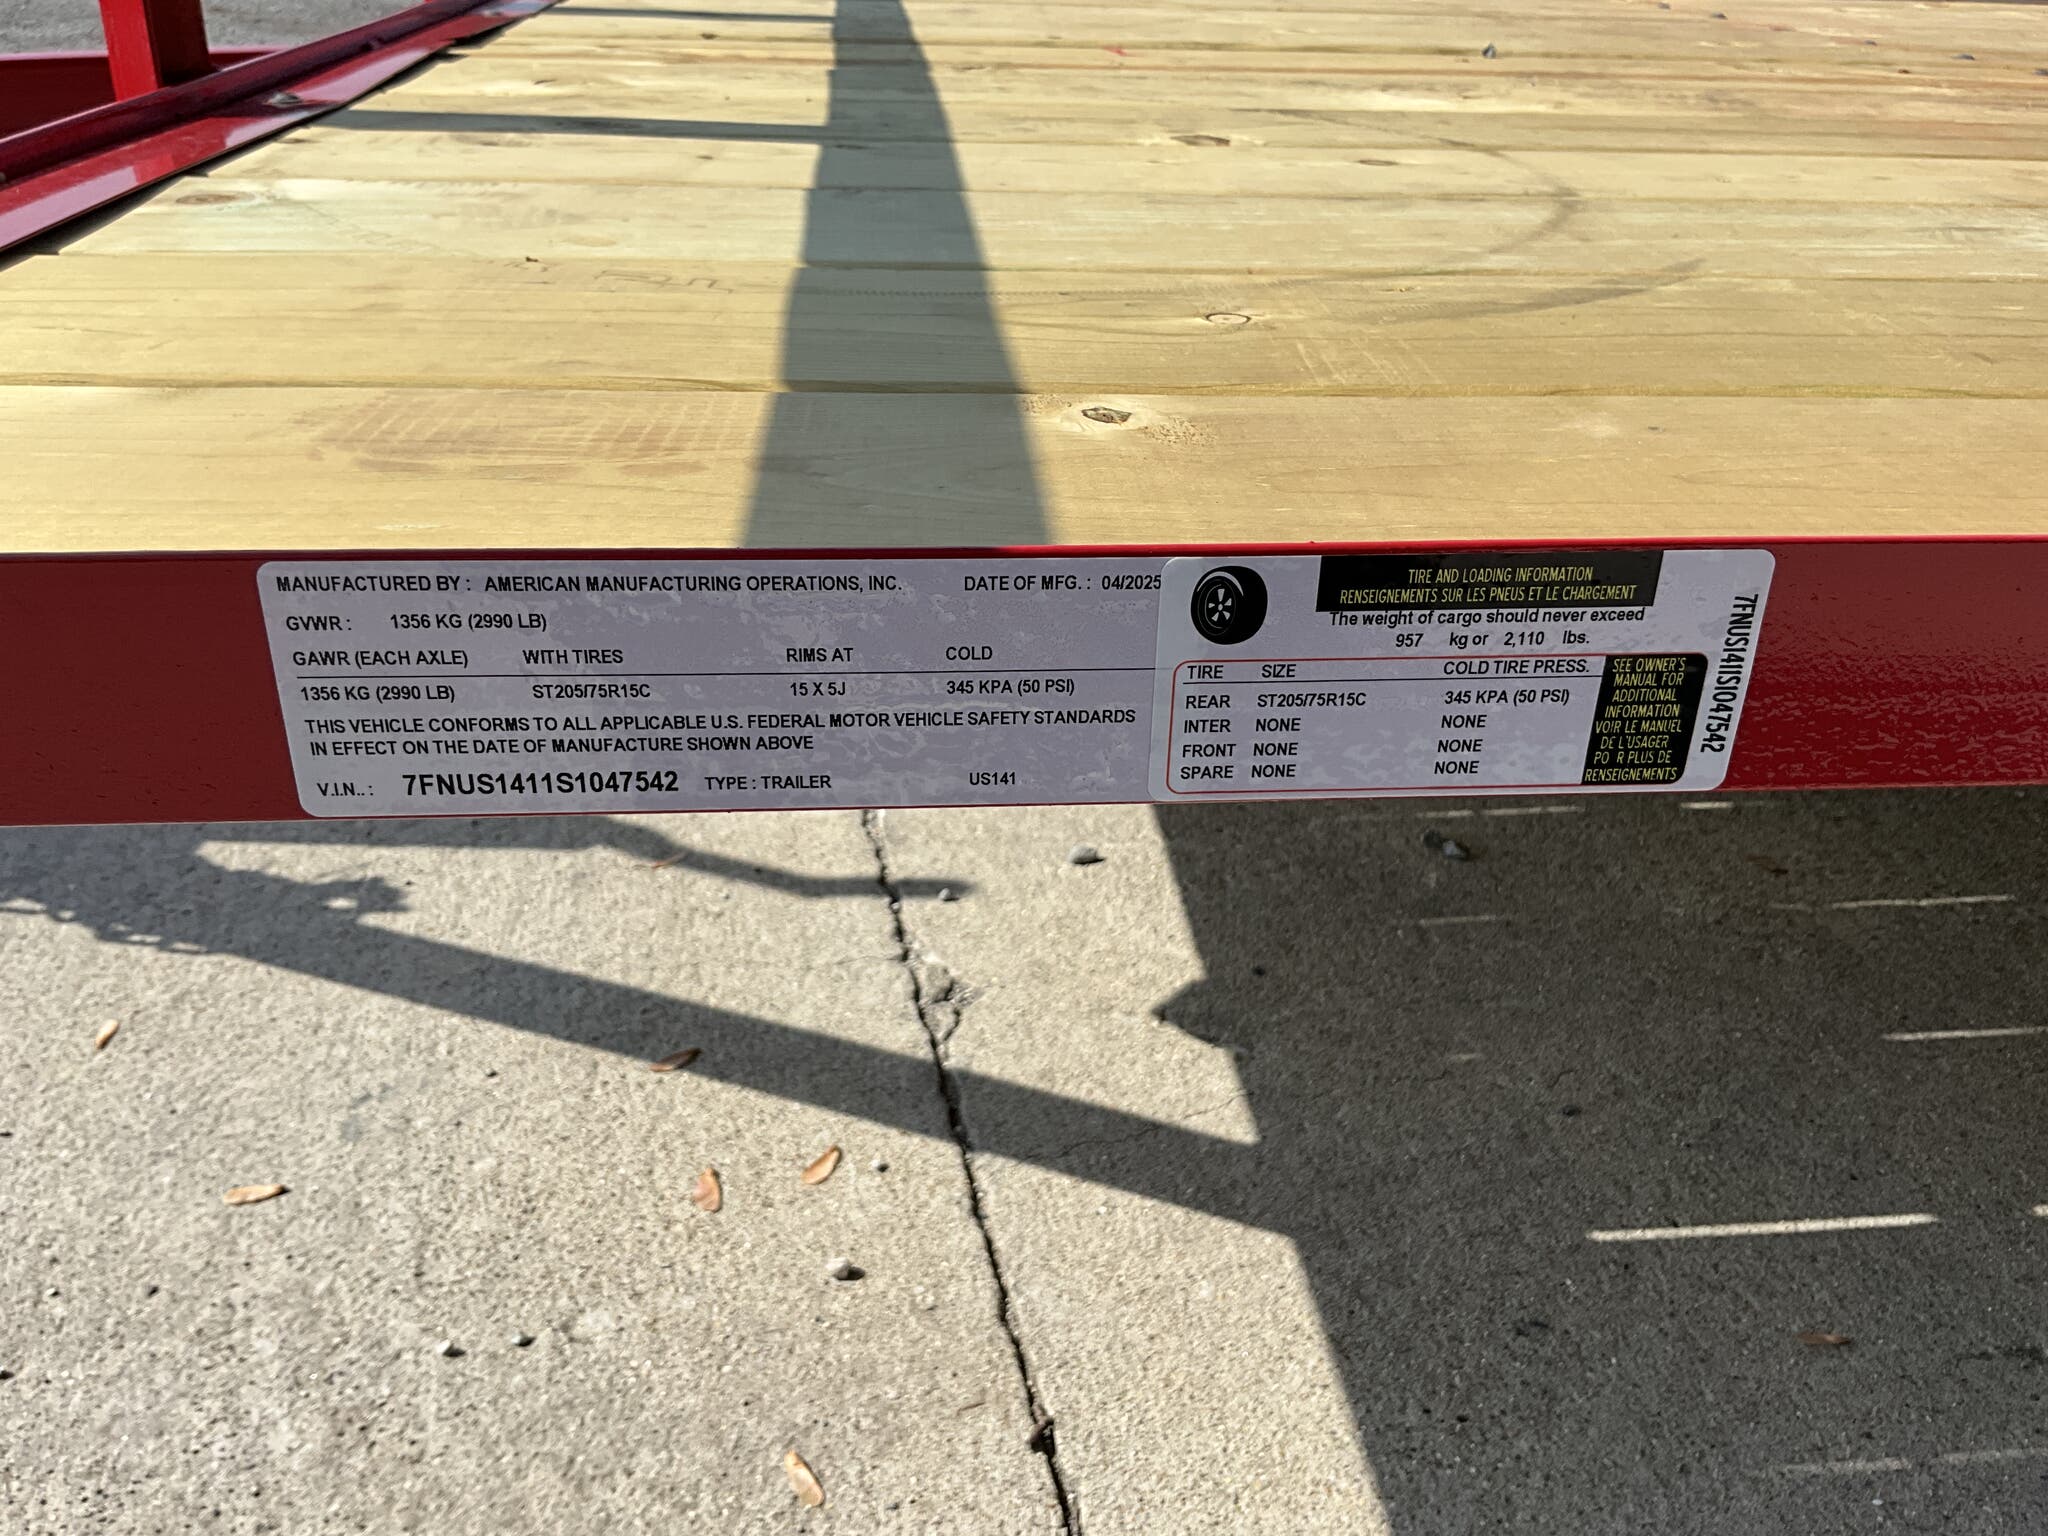 MANUFACTURED BY : AMERICAN MANUFACTURING OPERATIONS, INC. DATE OF MFG. : 04/2025
GVWR : 1356 KG (2990 LB)
GAWR (EACH AXLE) WITH TIRES RIMS AT COLD
1356 KG (2990 LB) ST205/75R15C 15 X 5J 345 KPA (50 PSI)
THIS VEHICLE CONFORMS TO ALL APPLICABLE U.S. FEDERAL MOTOR VEHICLE SAFETY STANDARDS
IN EFFECT ON THE DATE OF MANUFACTURE SHOWN ABOVE
V.I.N.. : 7FNUS1411S1047542 TYPE : TRAILER US141
TIRE AND LOADING INFORMATION
RENSEIGNEMENTS SUR LES PNEUS ET LE CHARGEMENT
The weight of cargo should never exceed
957 kg or 2,110 lbs.
TIRE SIZE COLD TIRE PRESS.
REAR ST205/75R15C 345 KPA (50 PSI)
INTER NONE NONE
FRONT NONE NONE
SPARE NONE NONE
SEE OWNER'S
MANUAL FOR
ADDITIONAL
INFORMATION
VOIR LE MANUEL
DE L'USAGER
PO R PLUS DE
RENSEIGNEMENTS
7FNUS1411S1047542